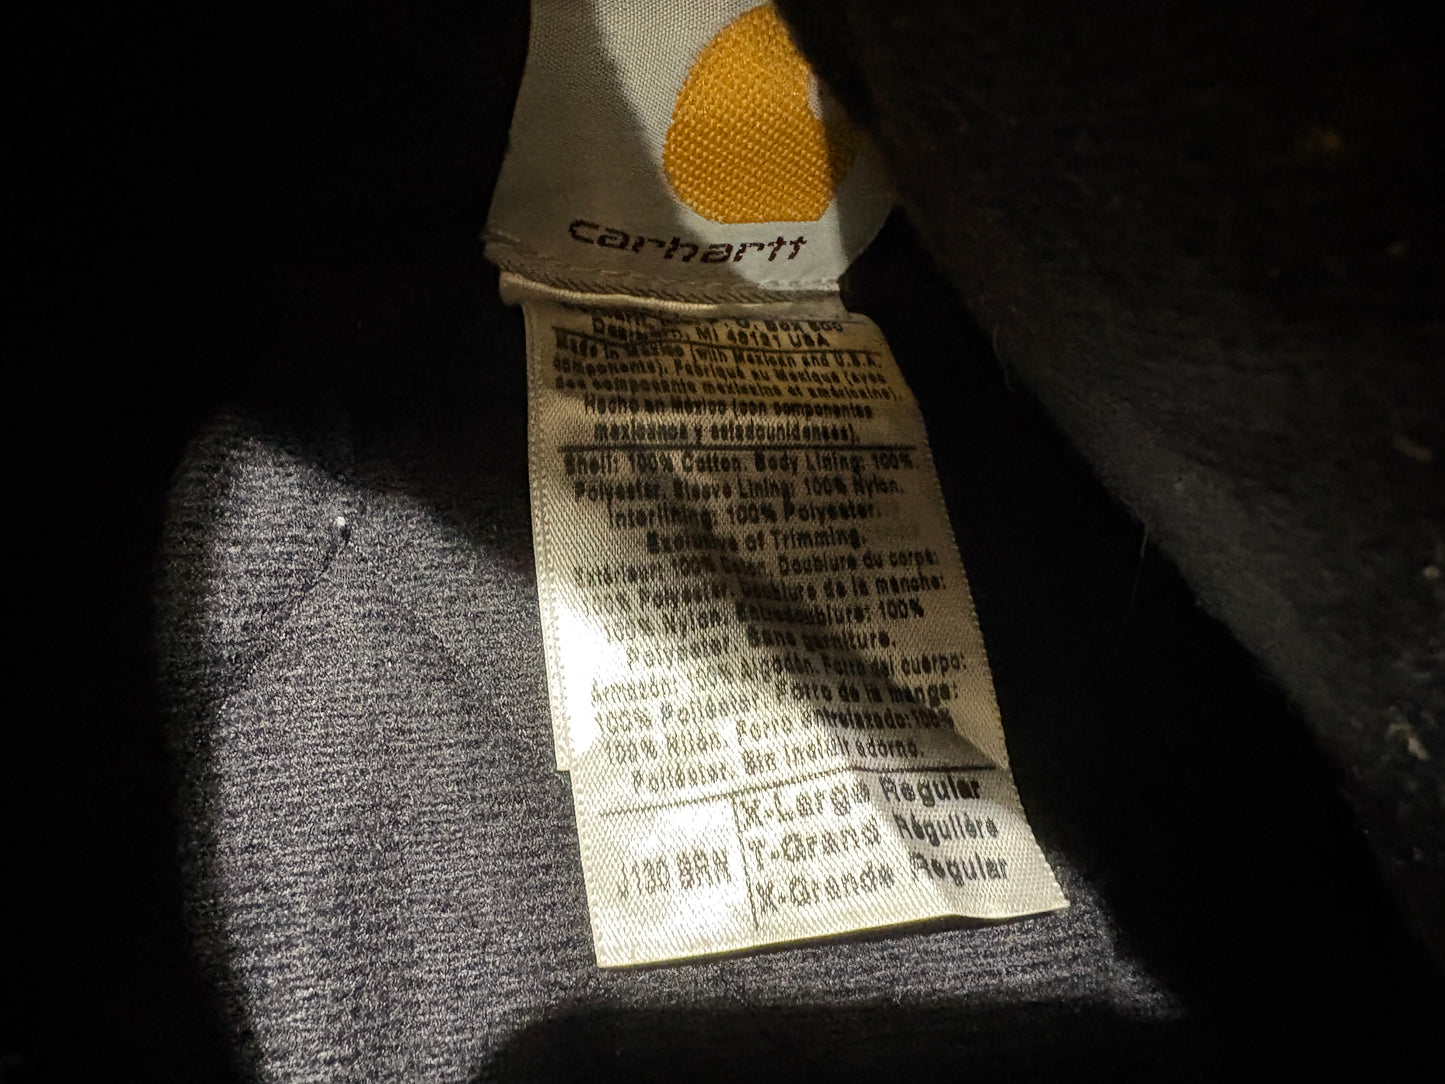 carhartt
Dearborn, MI 48121 USA
Made in Mexico (with Mexican and U.S.A.
components). Fabriqué au Mexique (avec
des composants mexicains et américains).
Hecho en México (con componentes
mexicanos y estadounidenses).
Shell: 100% Cotton. Body Lining: 100%
Polyester. Sleeve Lining: 100% Nylon.
Interlining: 100% Polyester.
Exclusive of Trimming.
Extérieur: 100% Coton. Doublure du corps:
100% Polyester. Doublure de la manche:
100% Nylon. Entredoublure: 100%
Polyester. Sans garniture.
Armazón: 100% Algodón. Forro del cuerpo:
100% Poliéster. Forro de la manga:
100% Nilón. Forro entrelazado: 100%
Poliéster. Sin incluir adorno.
J130 BRN
X-Large Regular
T-Grand Régulière
X-Grande Regular